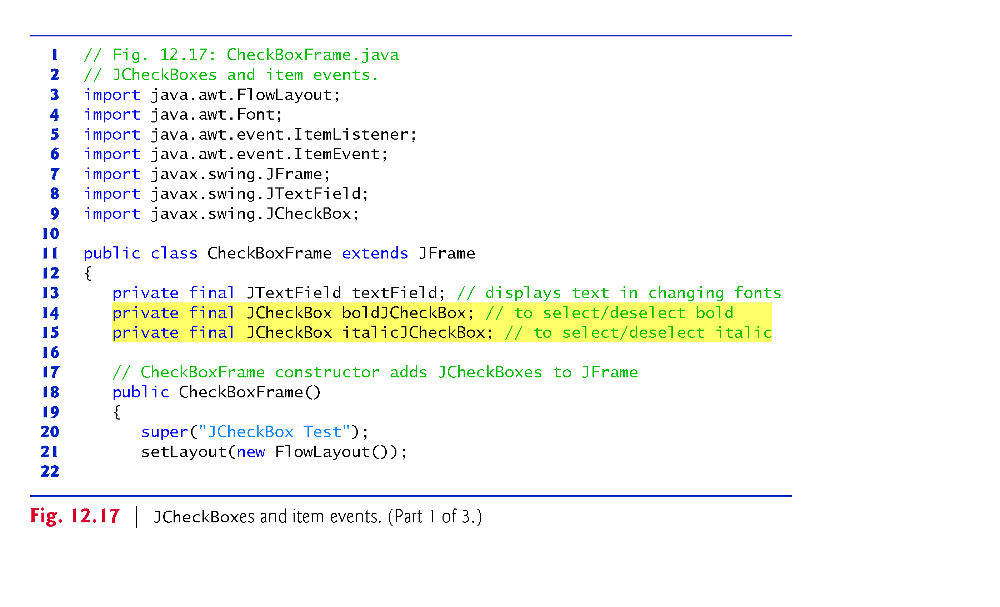 1 // Fig. 12.17: CheckBoxFrame.java
2 // JCheckBoxes and item events.
3 import java.awt.FlowLayout;
4 import java.awt.Font;
5 import java.awt.event.ItemListener;
6 import java.awt.event.ItemEvent;
7 import javax.swing.JFrame;
8 import javax.swing.JTextField;
9 import javax.swing.JCheckBox;
10
11 public class CheckBoxFrame extends JFrame
12 {
13 private final JTextField textField; // displays text in changing fonts
14 private final JCheckBox boldJCheckBox; // to select/deselect bold
15 private final JCheckBox italicJCheckBox; // to select/deselect italic
16
17 // CheckBoxFrame constructor adds JCheckBoxes to JFrame
18 public CheckBoxFrame()
19 {
20 super("JCheckBox Test");
21 setLayout(new FlowLayout());
22
Fig. 12.17 | JCheckBoxes and item events. (Part 1 of 3.)